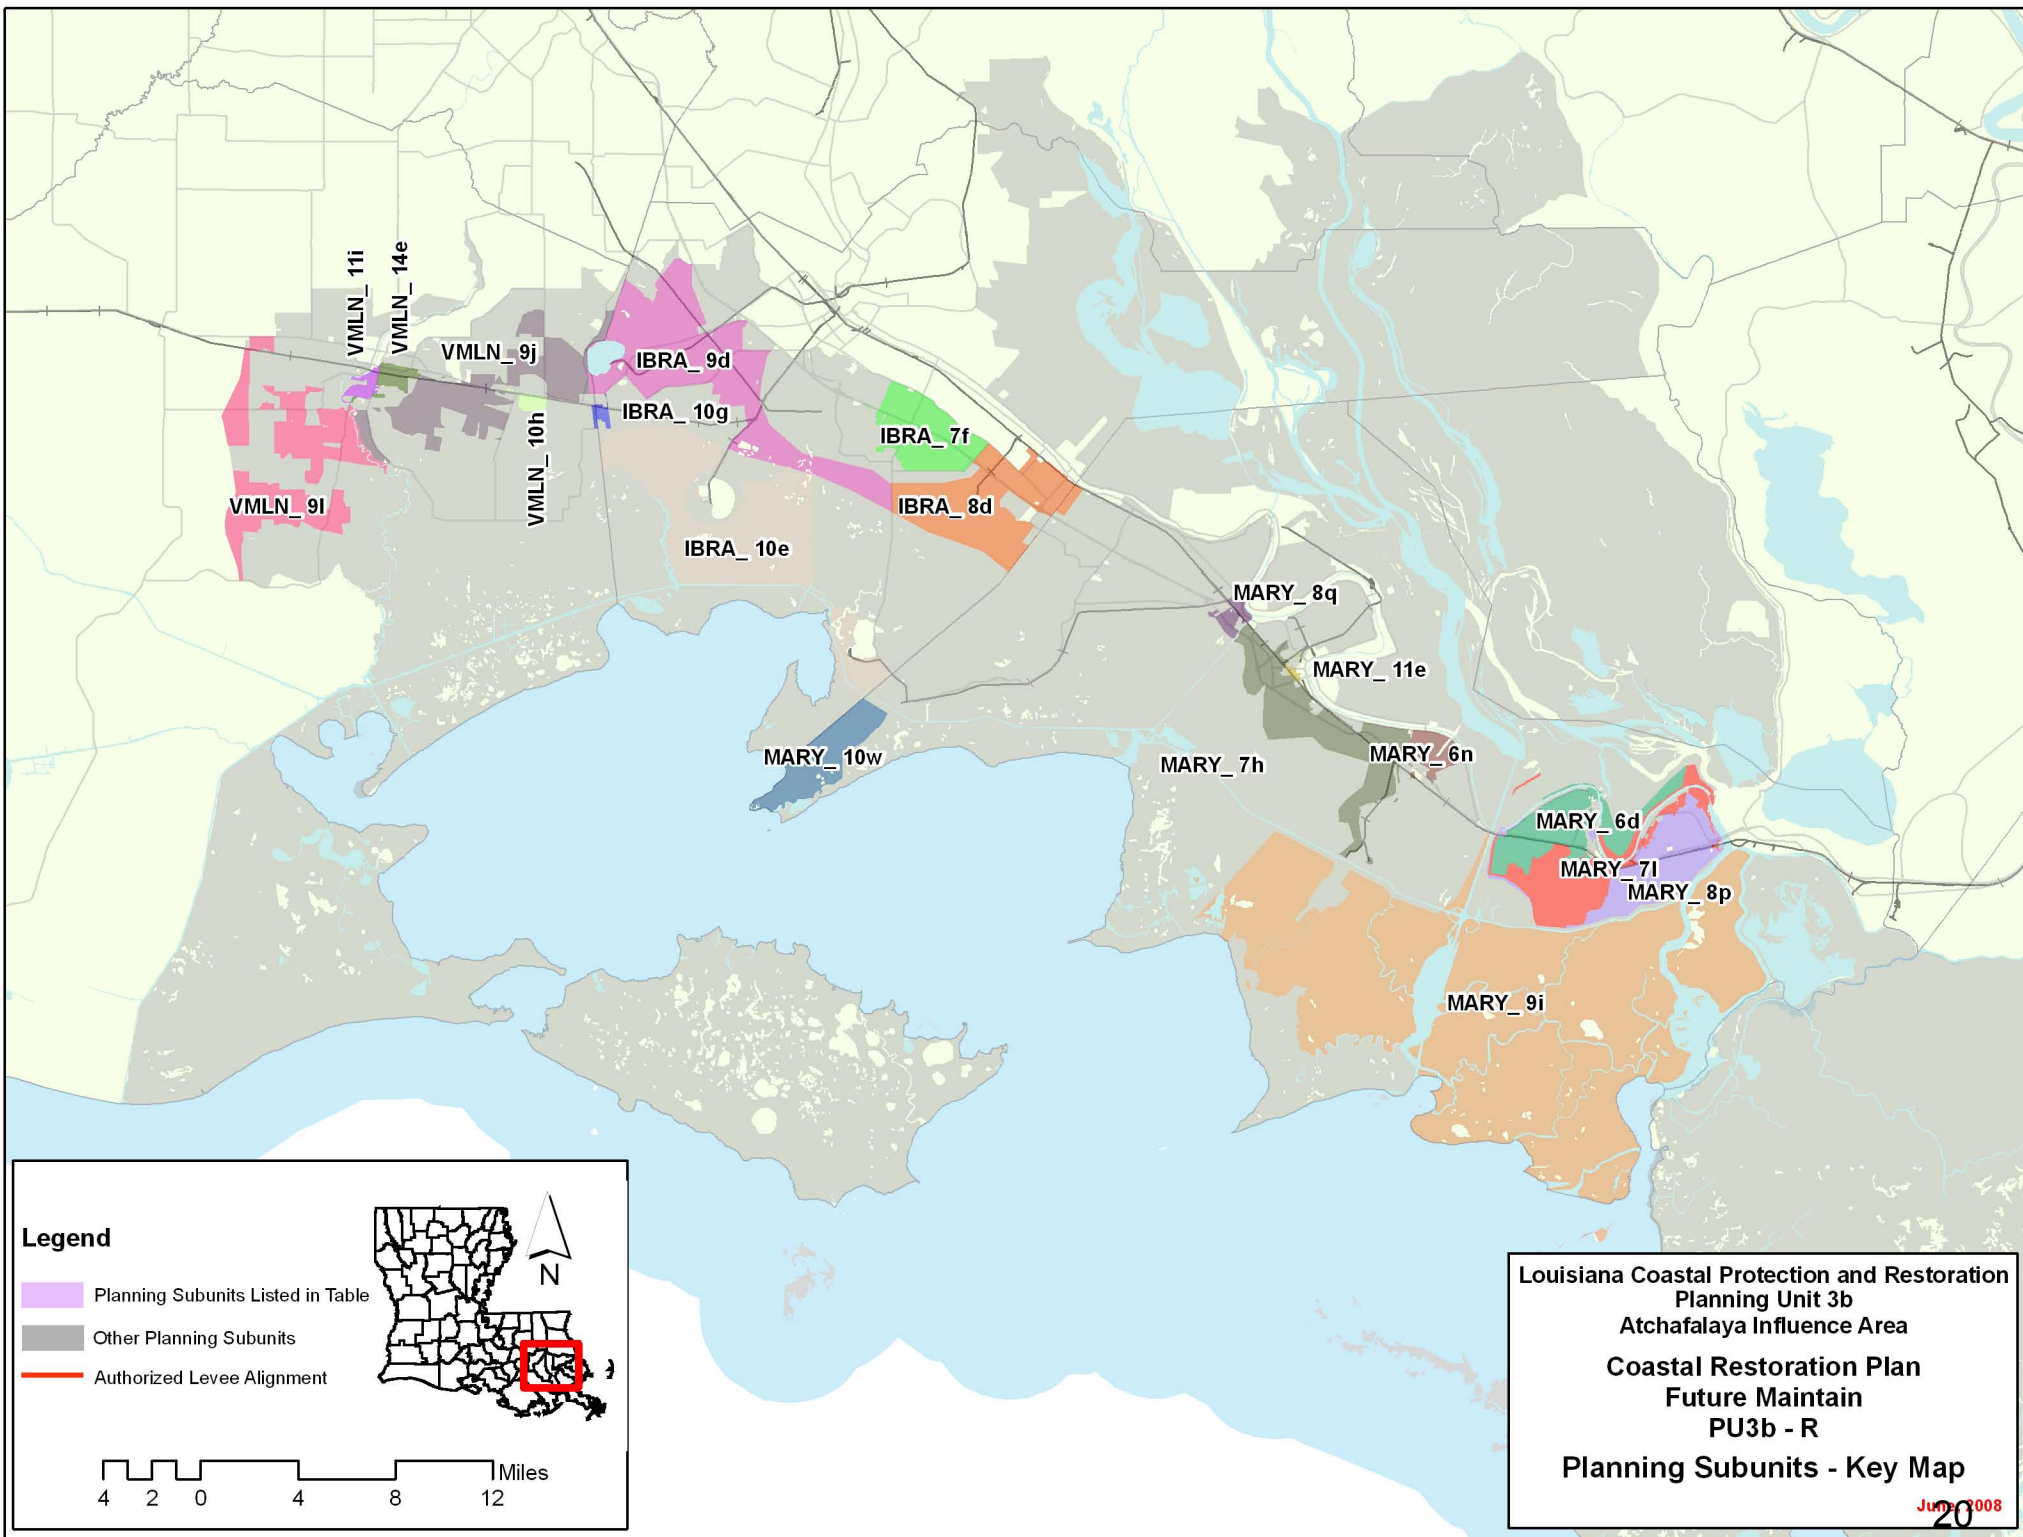 VMLN_ 11i
VMLN_ 14e
VMLN_ 9j
IBRA_ 9d
IBRA_ 10g
VMLN_ 10h
IBRA_ 7f
VMLN_ 9l
IBRA_ 8d
IBRA_ 10e
MARY_ 8q
MARY_ 11e
MARY_ 10w
MARY_ 7h
MARY_ 6n
MARY_ 6d
MARY_ 7l
MARY_ 8p
MARY_ 9i
Legend
Planning Subunits Listed in Table
Other Planning Subunits
Authorized Levee Alignment
N
Miles
4 2 0 4 8 12
Louisiana Coastal Protection and Restoration
Planning Unit 3b
Atchafalaya Influence Area
Coastal Restoration Plan
Future Maintain
PU3b - R
Planning Subunits - Key Map
June, 2008
20